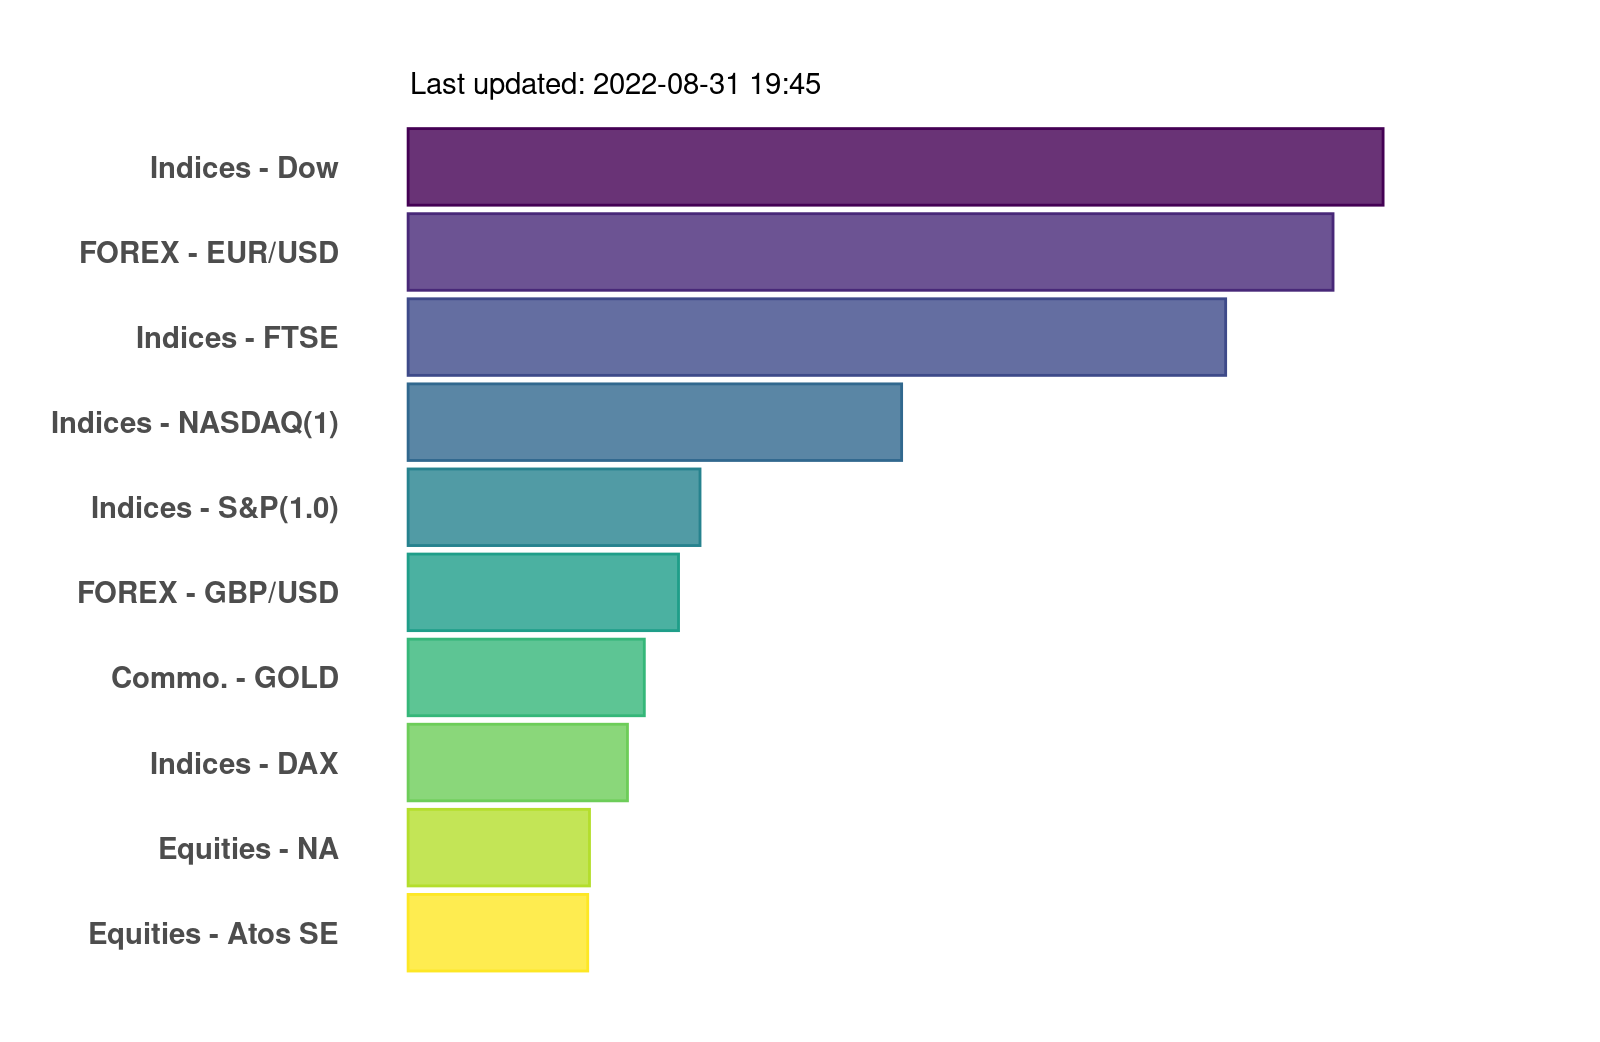 Last updated: 2022-08-31 19:45
Indices - Dow
FOREX - EUR/USD
Indices - FTSE
Indices - NASDAQ(1)
Indices - S&P(1.0)
FOREX - GBP/USD
Commo. - GOLD
Indices - DAX
Equities - NA
Equities - Atos SE